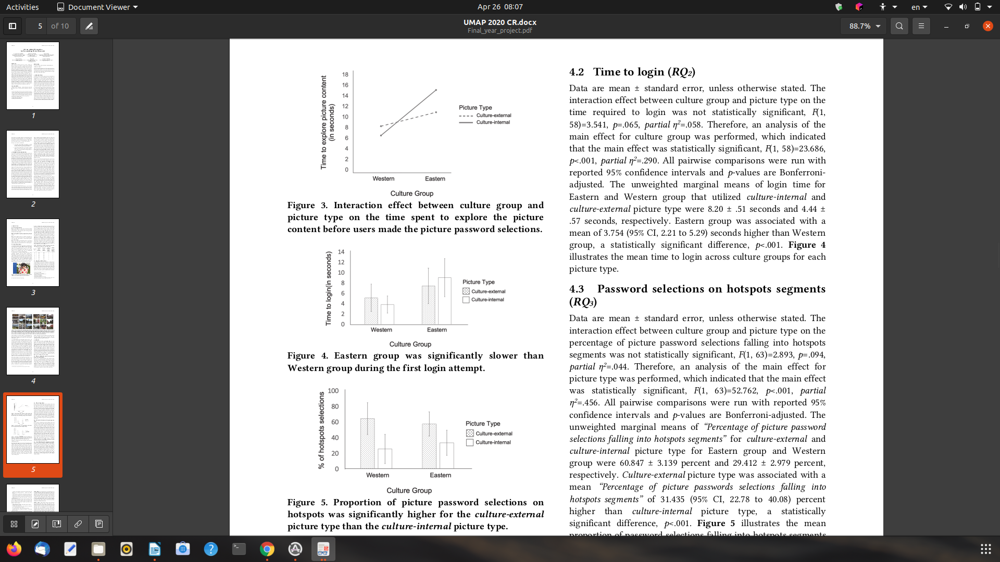 Activities
Document Viewer
Apr 26 08:07
en
5 of 10
UMAP 2020 CR.docx
Final_year_project.pdf
88.7%
1
2
3
4
5
18
16
14
12
10
8
6
4
2
0
Time to explore picture content
(in seconds)
Western
Eastern
Culture Group
Picture Type
Culture-external
Culture-internal
Figure 3. Interaction effect between culture group and
picture type on the time spent to explore the picture
content before users made the picture password selections.
14
12
10
8
6
4
2
0
Time to login(in seconds)
Western
Eastern
Culture Group
Picture Type
Culture-external
Culture-internal
Figure 4. Eastern group was significantly slower than
Western group during the first login attempt.
100
80
60
40
20
0
% of hotspots selections
Western
Eastern
Culture Group
Picture Type
Culture-external
Culture-internal
Figure 5. Proportion of picture password selections on
hotspots was significantly higher for the culture-external
picture type than the culture-internal picture type.
4.2 Time to login (RQ2)
Data are mean ± standard error, unless otherwise stated. The
interaction effect between culture group and picture type on the
time required to login was not statistically significant, F(1,
58)=3.541, p=.065, partial η²=.058. Therefore, an analysis of the
main effect for culture group was performed, which indicated
that the main effect was statistically significant, F(1, 58)=23.686,
p<.001, partial η²=.290. All pairwise comparisons were run with
reported 95% confidence intervals and p-values are Bonferroni-
adjusted. The unweighted marginal means of login time for
Eastern and Western group that utilized culture-internal and
culture-external picture type were 8.20 ± .51 seconds and 4.44 ±
.57 seconds, respectively. Eastern group was associated with a
mean of 3.754 (95% CI, 2.21 to 5.29) seconds higher than Western
group, a statistically significant difference, p<.001. Figure 4
illustrates the mean time to login across culture groups for each
picture type.
4.3 Password selections on hotspots segments
(RQ3)
Data are mean ± standard error, unless otherwise stated. The
interaction effect between culture group and picture type on the
percentage of picture password selections falling into hotspots
segments was not statistically significant, F(1, 63)=2.893, p=.094,
partial η²=.044. Therefore, an analysis of the main effect for
picture type was performed, which indicated that the main effect
was statistically significant, F(1, 63)=52.762, p<.001, partial
η²=.456. All pairwise comparisons were run with reported 95%
confidence intervals and p-values are Bonferroni-adjusted. The
unweighted marginal means of “Percentage of picture password
selections falling into hotspots segments” for culture-external and
culture-internal picture type for Eastern group and Western
group were 60.847 ± 3.139 percent and 29.412 ± 2.979 percent,
respectively. Culture-external picture type was associated with a
mean “Percentage of picture passwords selections falling into
hotspots segments” of 31.435 (95% CI, 22.78 to 40.08) percent
higher than culture-internal picture type, a statistically
significant difference, p<.001. Figure 5 illustrates the mean
proportion of password selections falling into hotspots segments